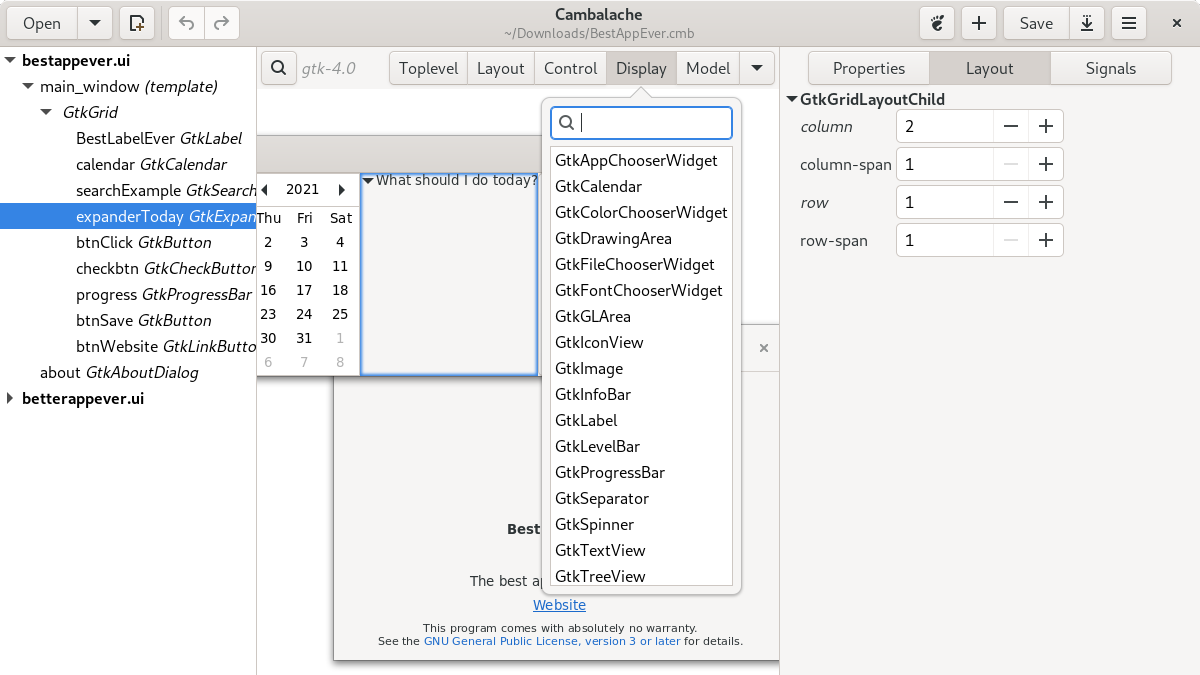 Open
Cambalache
~/Downloads/BestAppEver.cmb
Save
bestappever.ui
main_window (template)
GtkGrid
BestLabelEver GtkLabel
calendar GtkCalendar
searchExample GtkSearch
expanderToday GtkExpan
btnClick GtkButton
checkbtn GtkCheckButton
progress GtkProgressBar
btnSave GtkButton
btnWebsite GtkLinkButto
about GtkAboutDialog
betterappever.ui
gtk-4.0
Toplevel Layout Control Display Model
2021
Thu Fri Sat
2 3 4
9 10 11
16 17 18
23 24 25
30 31 1
6 7 8
What should I do today?
GtkAppChooserWidget
GtkCalendar
GtkColorChooserWidget
GtkDrawingArea
GtkFileChooserWidget
GtkFontChooserWidget
GtkGLArea
GtkIconView
GtkImage
GtkInfoBar
GtkLabel
GtkLevelBar
GtkProgressBar
GtkSeparator
GtkSpinner
GtkTextView
GtkTreeView
Best
The best a
Website
This program comes with absolutely no warranty.
See the GNU General Public License, version 3 or later for details.
Properties Layout Signals
GtkGridLayoutChild
column 2
column-span 1
row 1
row-span 1